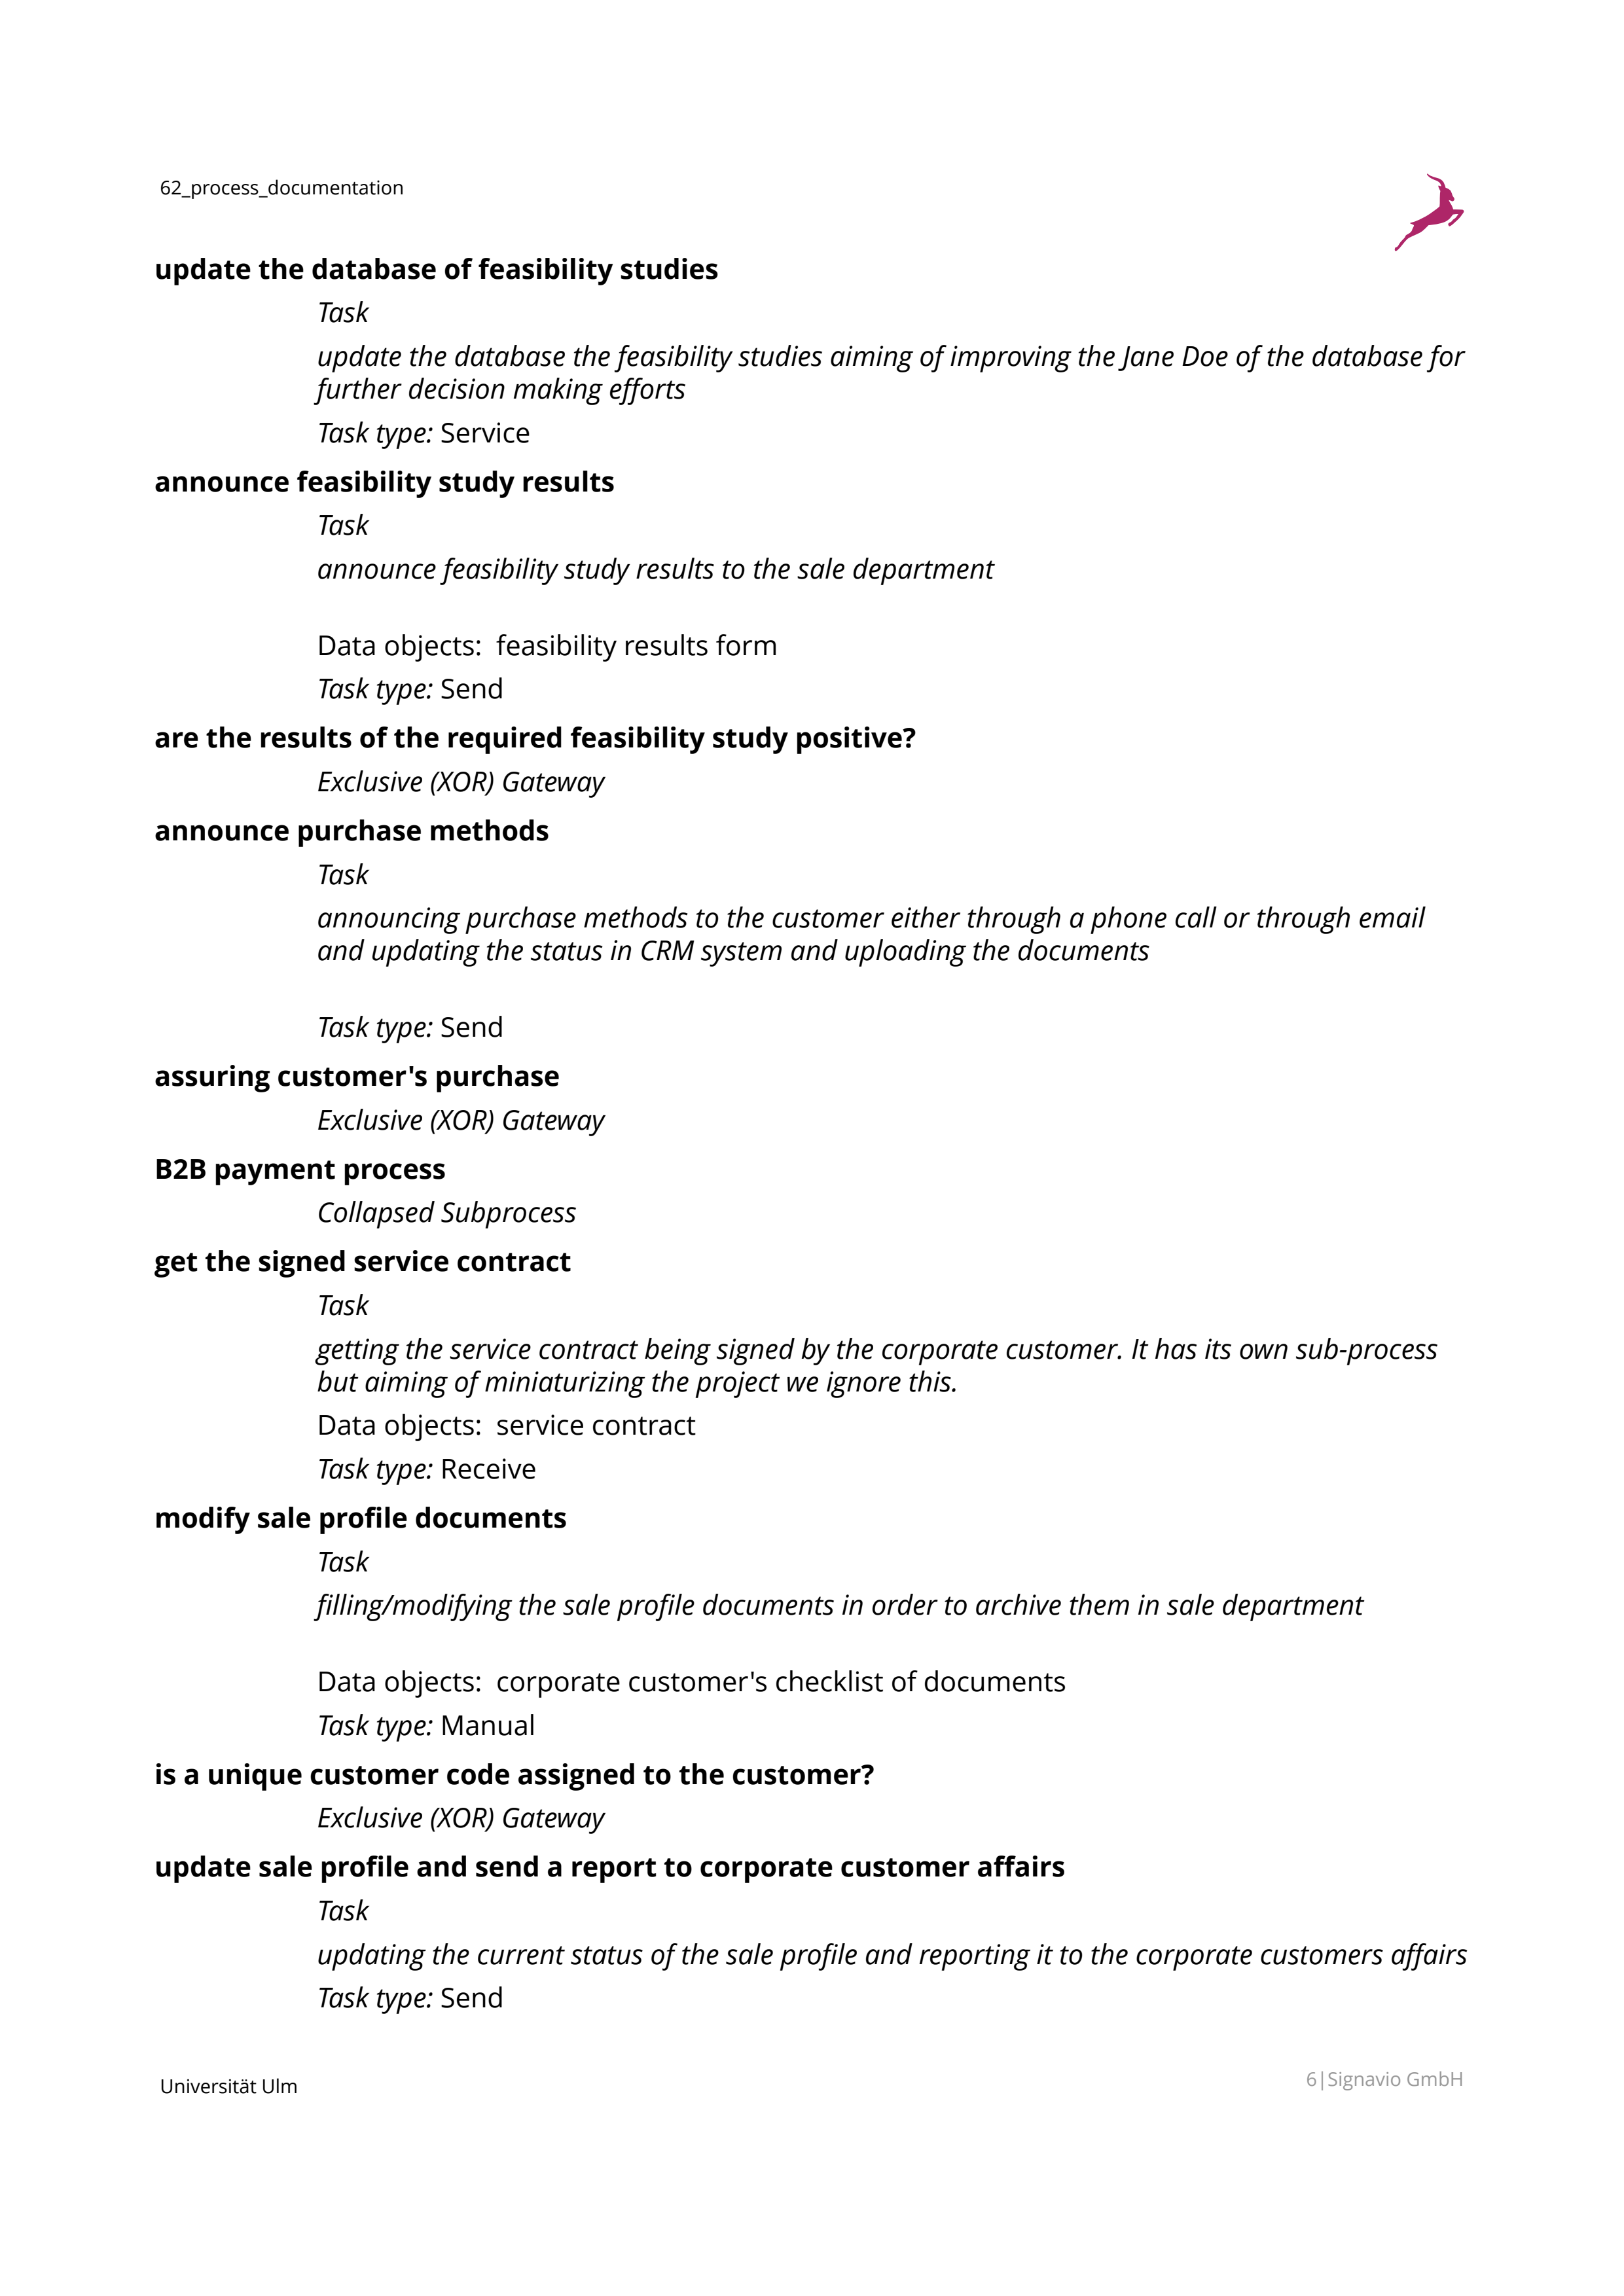 62_process_documentation
update the database of feasibility studies
Task
update the database the feasibility studies aiming of improving the Jane Doe of the database for
further decision making efforts
Task type: Service
announce feasibility study results
Task
announce feasibility study results to the sale department
Data objects:  feasibility results form
Task type: Send
are the results of the required feasibility study positive?
Exclusive (XOR) Gateway
announce purchase methods
Task
announcing purchase methods to the customer either through a phone call or through email
and updating the status in CRM system and uploading the documents
Task type: Send
assuring customer's purchase
Exclusive (XOR) Gateway
B2B payment process
Collapsed Subprocess
get the signed service contract
Task
getting the service contract being signed by the corporate customer. It has its own sub-process
but aiming of miniaturizing the project we ignore this.
Data objects:  service contract
Task type: Receive
modify sale profile documents
Task
filling/modifying the sale profile documents in order to archive them in sale department
Data objects:  corporate customer's checklist of documents
Task type: Manual
is a unique customer code assigned to the customer?
Exclusive (XOR) Gateway
update sale profile and send a report to corporate customer affairs
Task
updating the current status of the sale profile and reporting it to the corporate customers affairs
Task type: Send
Universität Ulm
6|Signavio GmbH